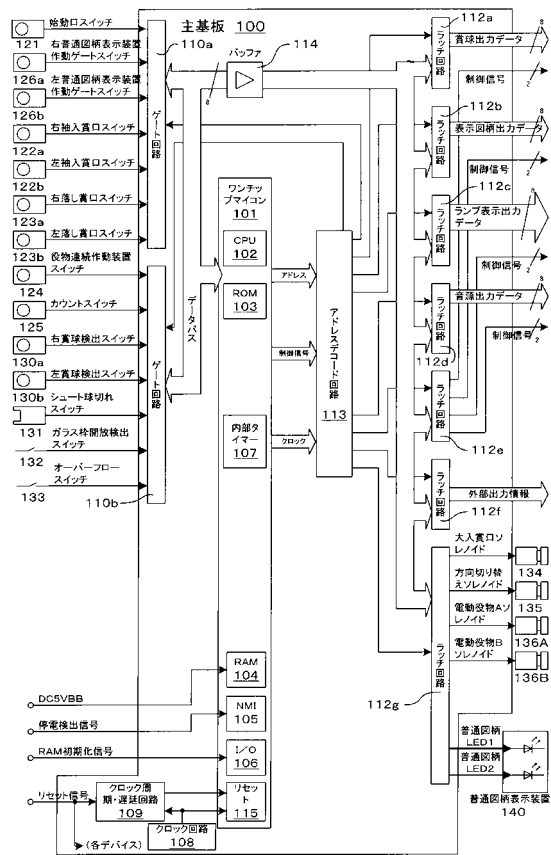 主基板 100
始動口スイッチ
121
右普通図柄表示装置
作動ゲートスイッチ
126a
左普通図柄表示装置
作動ゲートスイッチ
126b
右袖入賞口スイッチ
122a
左袖入賞口スイッチ
122b
右落し賞口スイッチ
123a
左落し賞口スイッチ
123b
役物連続作動装置
スイッチ
124
カウントスイッチ
125
右賞球検出スイッチ
130a
左賞球検出スイッチ
130b
シュート球切れ
スイッチ
131
ガラス枠開放検出
スイッチ
132
オーバーフロー
スイッチ
133
110a
ゲート回路
ゲート回路
110b
バッファ
114
8
データバス
ワンチッ
プマイコン
101
CPU
102
ROM
103
内部タ
イマー
107
RAM
104
NMI
105
I/O
106
リセッ
ト
115
アドレス
制御信号
クロック
アドレスデコード回路
113
DC5VBB
停電検出信号
RAM初期化信号
リセット信号
クロック周
期・遅延回路
109
クロック回路
108
(各デバイス)
112a
ラッチ回路
賞球出力データ
8
制御信号
2
112b
ラッチ回路
表示図柄出力データ
8
制御信号
2
112c
ラッチ回路
ランプ表示出力
データ
8
制御信号
2
ラッチ回路
112d
音源出力データ
8
制御信号
2
ラッチ回路
112e
ラッチ回路
112f
外部出力情報
ラッチ回路
112g
大入賞口ソ
レノイド
134
方向切り替
えソレノイド
135
電動役物Aソ
レノイド
136A
電動役物B
ソレノイド
136B
普通図柄
LED1
普通図柄
LED2
普通図柄表示装置
140